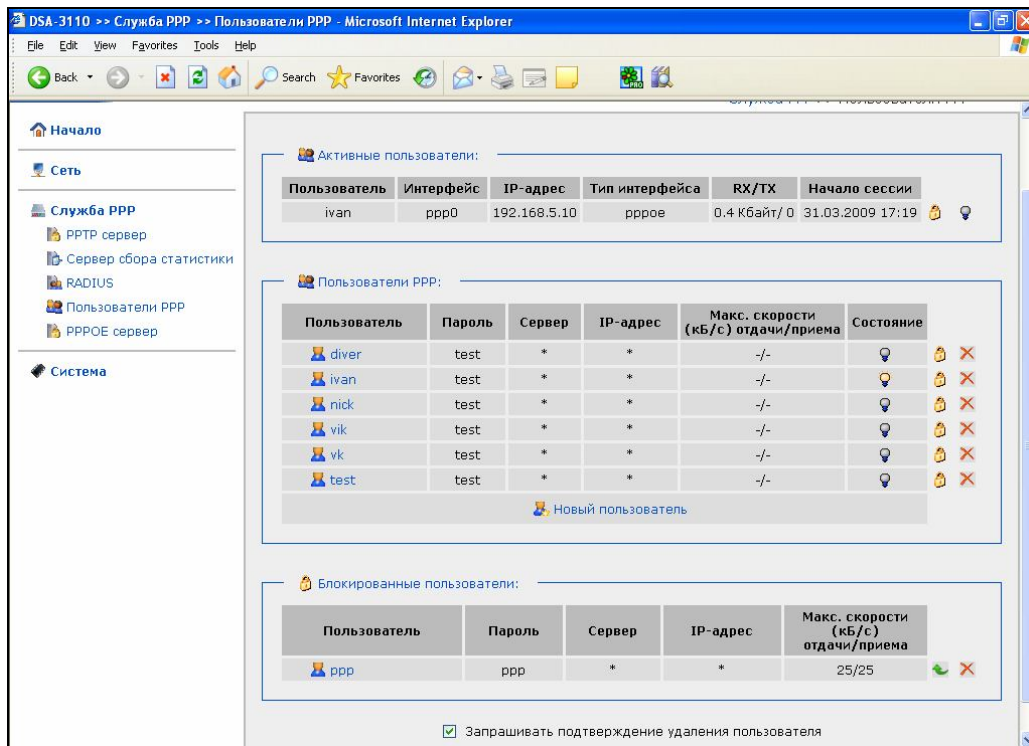 DSA-3110 >> Служба PPP >> Пользователи PPP - Microsoft Internet Explorer
File Edit View Favorites Tools Help
Back Search Favorites
PRO
Служба PPP >> Пользователи PPP
Начало
Сеть
Служба PPP
PPTP сервер
Сервер сбора статистики
RADIUS
Пользователи PPP
PPPOE сервер
Система
Активные пользователи:
Пользователь Интерфейс IP-адрес Тип интерфейса RX/TX Начало сессии
ivan ppp0 192.168.5.10 pppoe 0.4 Кбайт/ 0 31.03.2009 17:19
Пользователи PPP:
Пользователь Пароль Сервер IP-адрес Макс. скорости (кБ/с) отдачи/приема Состояние
diver test * * -/-
ivan test * * -/-
nick test * * -/-
vik test * * -/-
vk test * * -/-
test test * * -/-
Новый пользователь
Блокированные пользователи:
Пользователь Пароль Сервер IP-адрес Макс. скорости (кБ/с) отдачи/приема
ppp ppp * * 25/25
Запрашивать подтверждение удаления пользователя